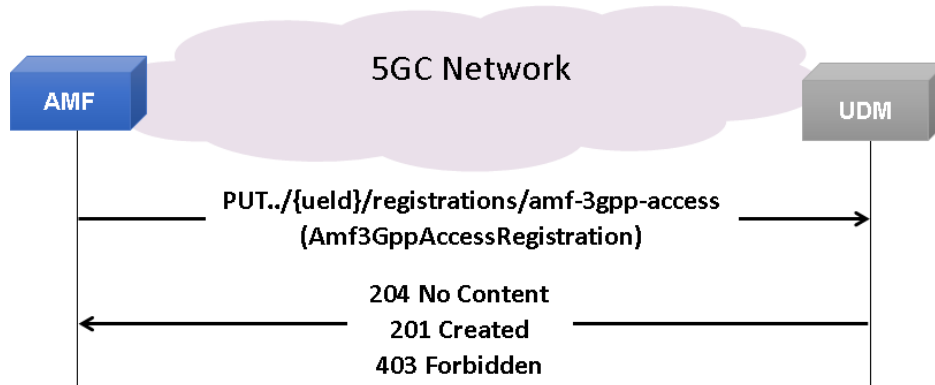 5GC Network
AMF
UDM
PUT../{ueId}/registrations/amf-3gpp-access
(Amf3GppAccessRegistration)
204 No Content
201 Created
403 Forbidden